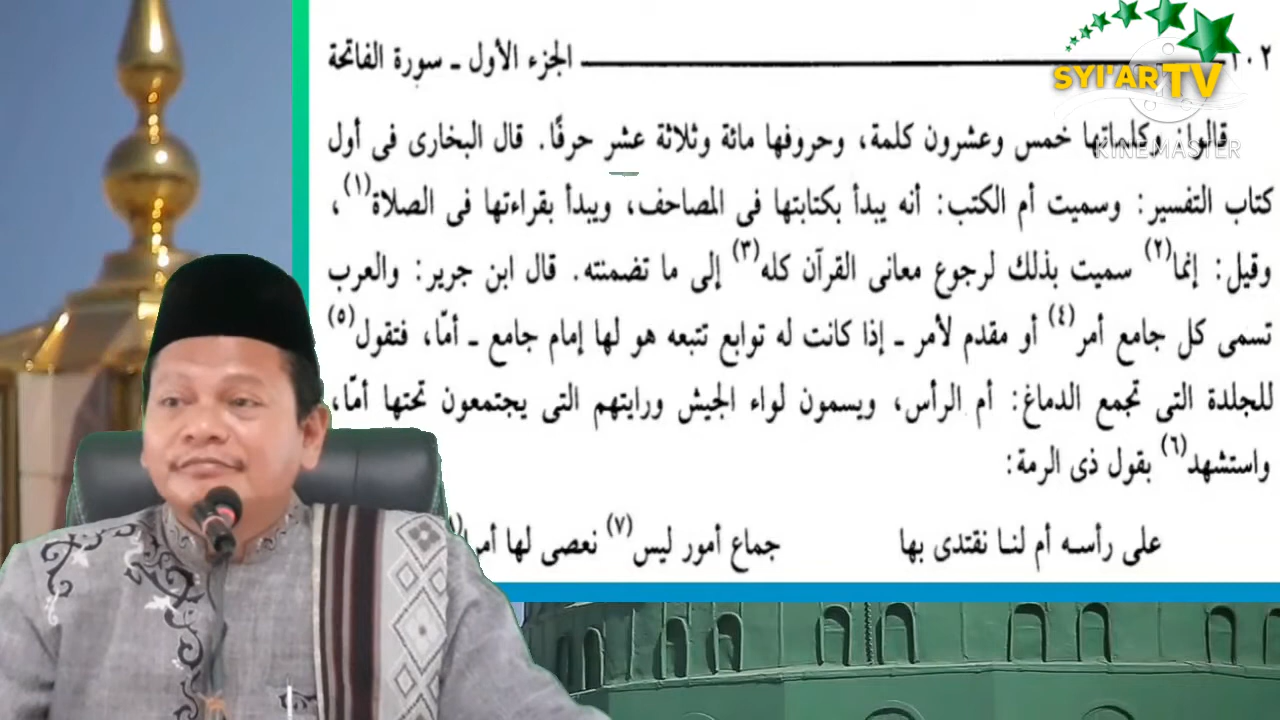 ١٠٢ ــــــ الجزء الأول ـ سورة الفاتحة
SYI'AR TV
قالوا: وكلماتها خمس وعشرون كلمة، وحروفها مائة وثلاثة عشر حرفًا. قال البخارى فى أول
KINEMASTER
كتاب التفسير: وسميت أم الكتب: أنه يبدأ بكتابتها فى المصاحف، ويبدأ بقراءتها فى الصلاة(١)،
وقيل: إنما(٢) سميت بذلك لرجوع معانى القرآن كله(٣) إلى ما تضمنته. قال ابن جرير: والعرب
تسمى كل جامع أمر(٤) أو مقدم لأمر ـ إذا كانت له توابع تتبعه هو لها إمام جامع ـ أمّا، فتقول(٥)
للجلدة التى تجمع الدماغ: أم الرأس، ويسمون لواء الجيش ورايتهم التى يجتمعون تحتها أمّا،
واستشهد(٦) بقول ذى الرمة:
على رأسه أم لنا نقتدى بها جماع أمور ليس(٧) نعصى لها